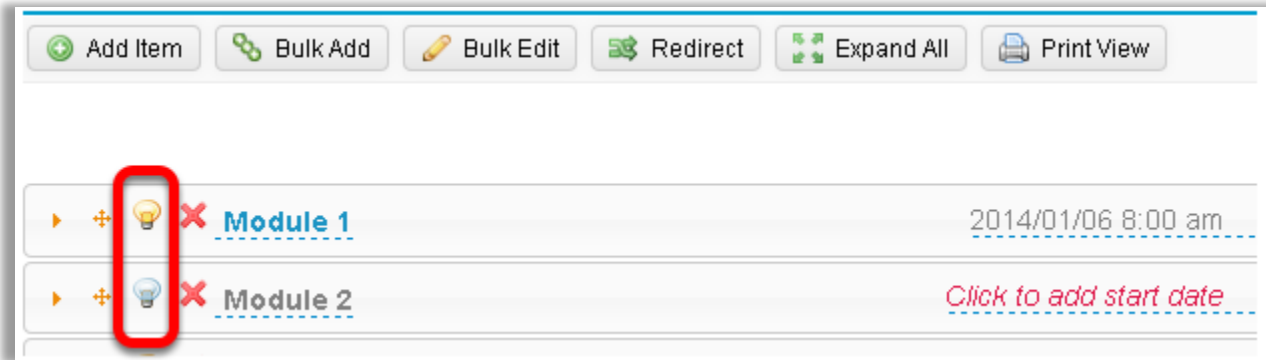 Add Item Bulk Add Bulk Edit Redirect Expand All Print View
Module 1 2014/01/06 8:00 am
Module 2 Click to add start date